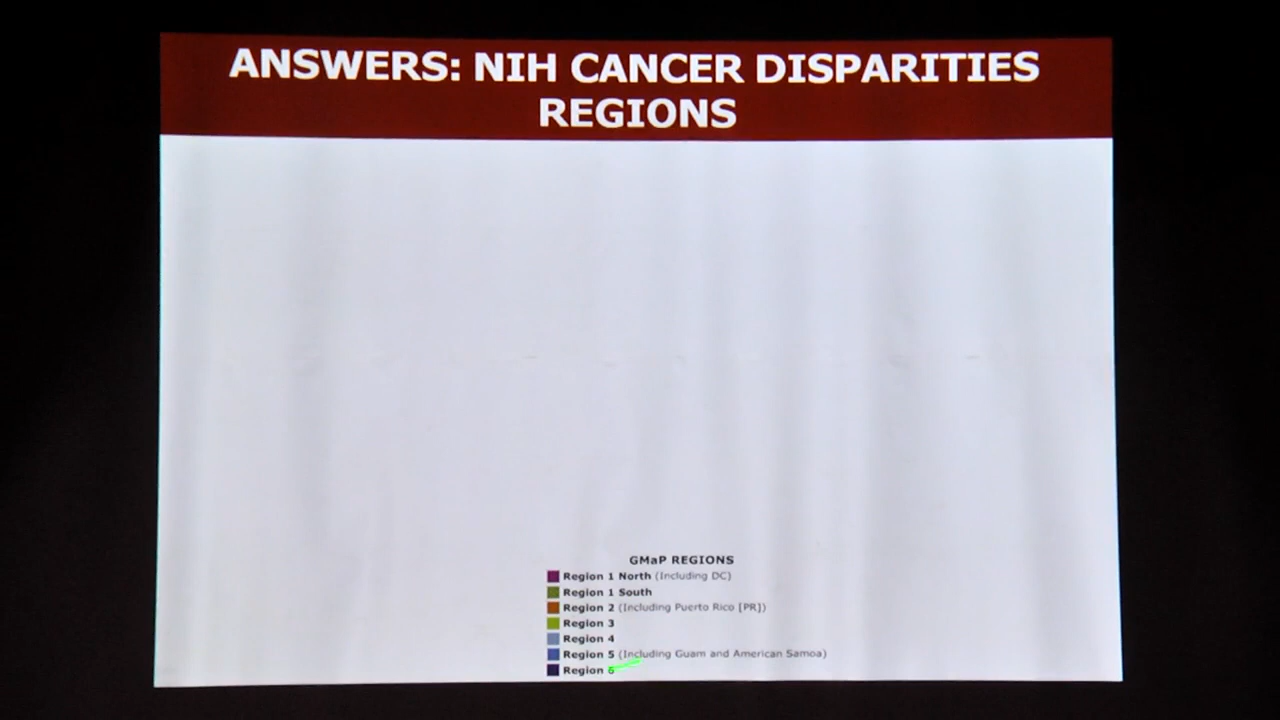 ANSWERS: NIH CANCER DISPARITIES
REGIONS
GMaP REGIONS
Region 1 North (Including DC)
Region 1 South
Region 2 (Including Puerto Rico [PR])
Region 3
Region 4
Region 5 (Including Guam and American Samoa)
Region 6